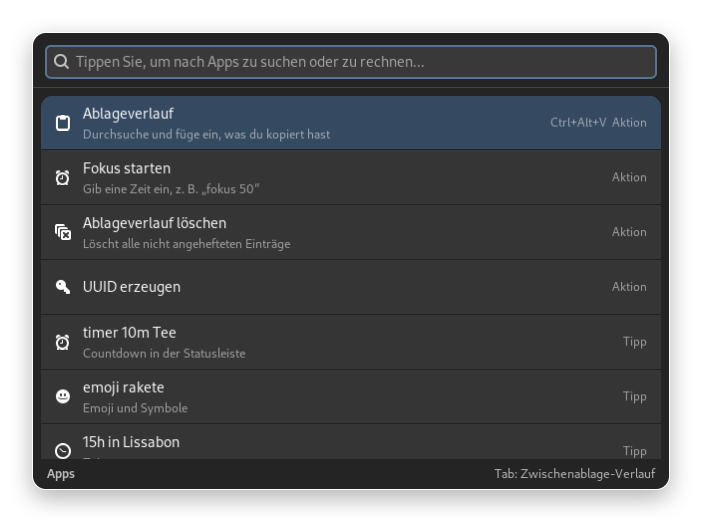 Tippen Sie, um nach Apps zu suchen oder zu rechnen...
Ablageverlauf
Durchsuche und füge ein, was du kopiert hast
Ctrl+Alt+V Aktion
Fokus starten
Gib eine Zeit ein, z. B. „fokus 50“
Aktion
Ablageverlauf löschen
Löscht alle nicht angehefteten Einträge
Aktion
UUID erzeugen
Aktion
timer 10m Tee
Countdown in der Statusleiste
Tipp
emoji rakete
Emoji und Symbole
Tipp
15h in Lissabon
Tipp
Apps
Tab: Zwischenablage-Verlauf